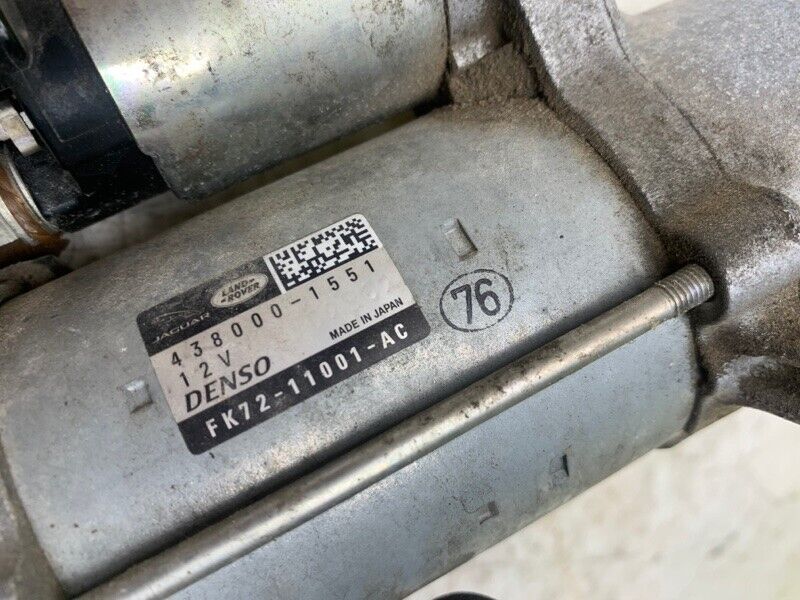 JAGUAR
LAND ROVER
438000-1551
12V
MADE IN JAPAN
DENSO
FK72-11001-AC
76